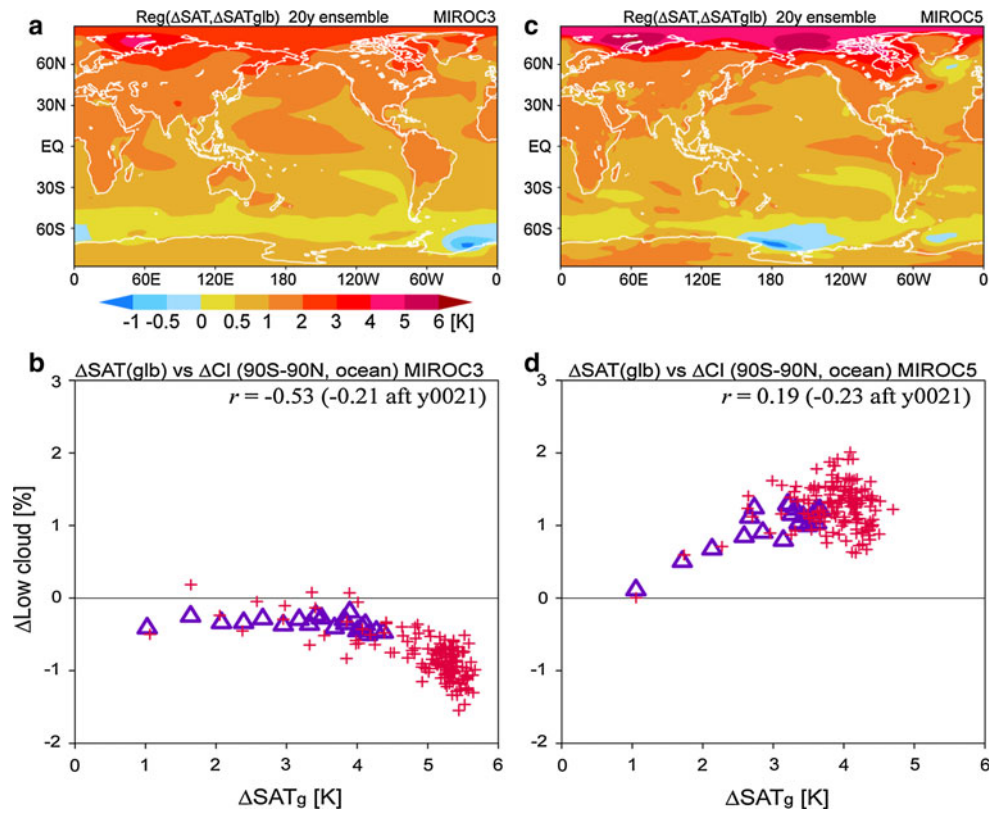 a Reg(ΔSAT,ΔSATglb) 20y ensemble MIROC3
60N
30N
EQ
30S
60S
0 60E 120E 180 120W 60W 0
-1 -0.5 0 0.5 1 2 3 4 5 6 [K]
c Reg(ΔSAT,ΔSATglb) 20y ensemble MIROC5
60N
30N
EQ
30S
60S
0 60E 120E 180 120W 60W 0
b ΔSAT(glb) vs ΔCl (90S-90N, ocean) MIROC3
r = -0.53 (-0.21 aft y0021)
ΔLow cloud [%]
3
2
1
0
-1
-2
0 1 2 3 4 5 6
ΔSATg [K]
d ΔSAT(glb) vs ΔCl (90S-90N, ocean) MIROC5
r = 0.19 (-0.23 aft y0021)
3
2
1
0
-1
-2
0 1 2 3 4 5 6
ΔSATg [K]